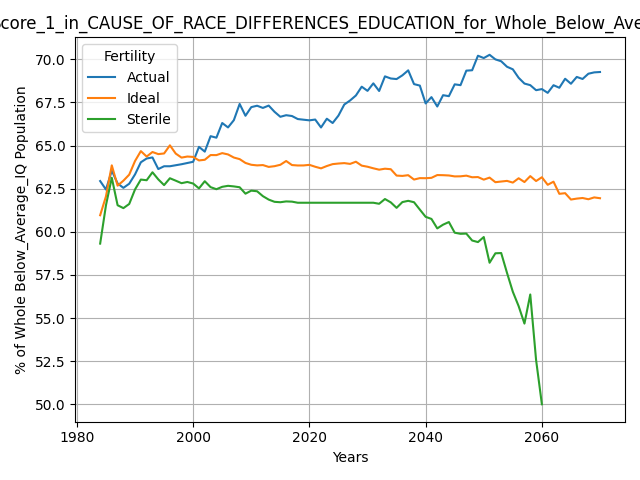 core_1_in_CAUSE_OF_RACE_DIFFERENCES_EDUCATION_for_Whole_Below_Ave
Fertility
Actual
Ideal
Sterile
% of Whole Below_Average_IQ Population
70.0
67.5
65.0
62.5
60.0
57.5
55.0
52.5
50.0
1980
2000
2020
2040
2060
Years